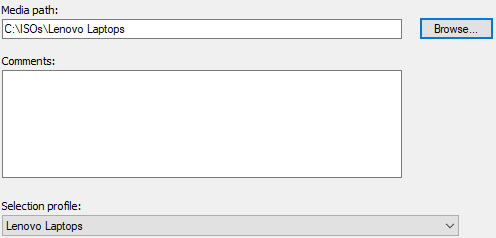 Media path:
C:\ISOs\Lenovo Laptops
Browse...
Comments:
Selection profile:
Lenovo Laptops